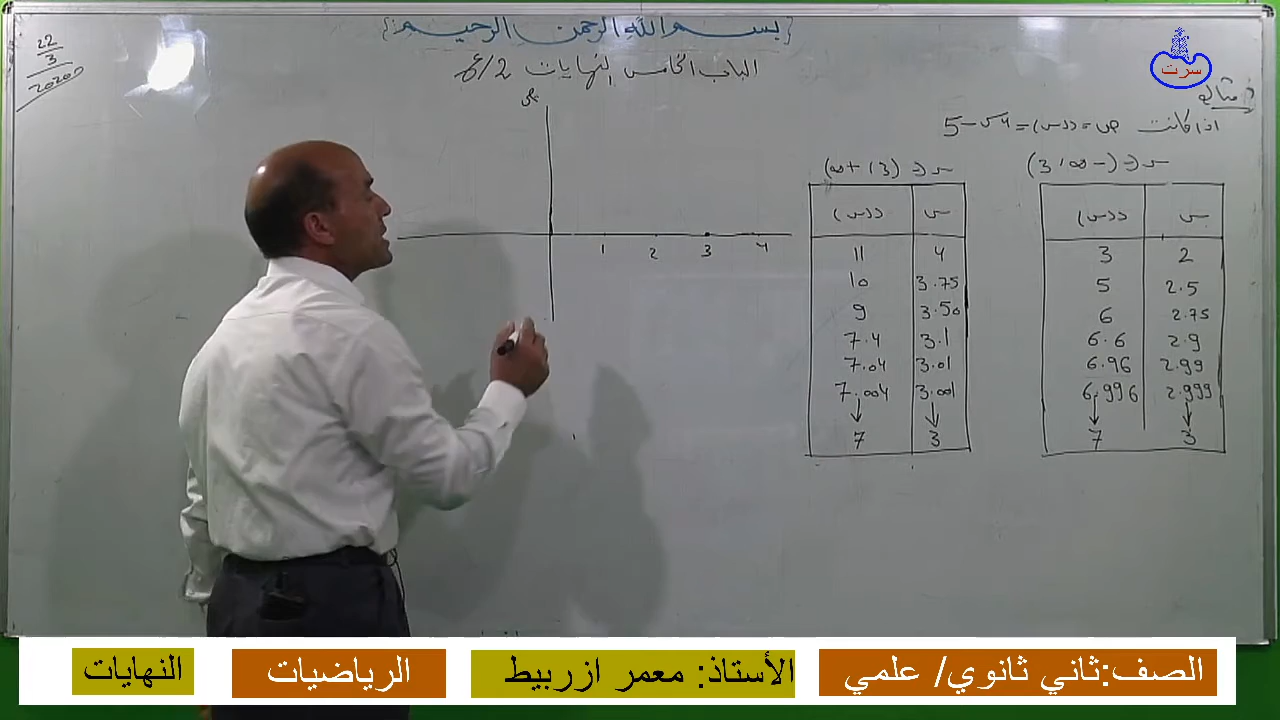 {بسم الله الرحمن الرحيم}
22
3
2020م
سرت
الباب الخامس النهايات 2/ع
مثال
اذا كانت ص = د(س) = 4س - 5
س ∈ (-∞، 3)
س د(س)
2 3
2.5 5
2.75 6
2.9 6.6
2.99 6.96
2.999 6.996
↓ ↓
3 7
س ∈ (3، +∞)
س د(س)
4 11
3.75 10
3.50 9
3.1 7.4
3.01 7.04
3.001 7.004
↓ ↓
3 7
1 2 3 4
الصف:ثاني ثانوي/ علمي
الأستاذ: معمر ازربيط
الرياضيات
النهايات